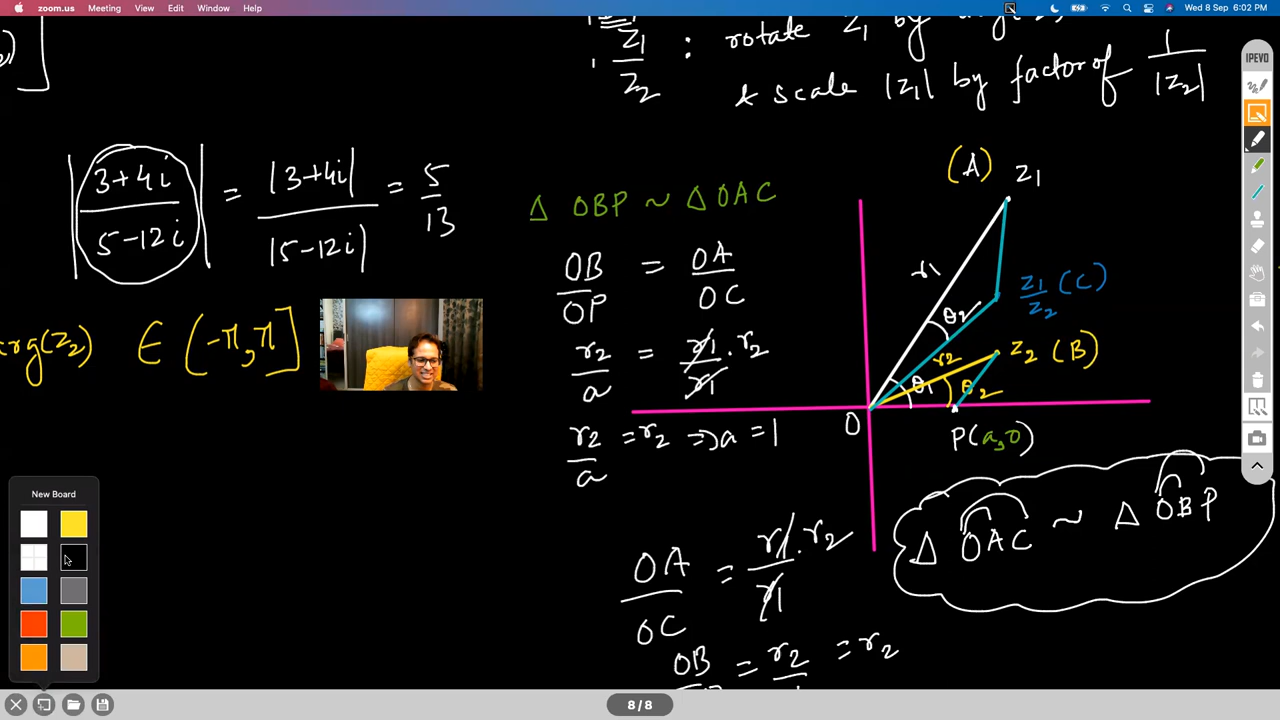 zoom.us Meeting View Edit Window Help
Wed 8 Sep 6:02 PM
IPEVO
z1/z2 : rotate z1 by
& scale |z1| by factor of 1/|z2|
|3+4i / 5-12i| = |3+4i| / |5-12i| = 5/13
arg(z2) ∈ (-π, π]
Δ OBP ~ Δ OAC
OB/OP = OA/OC
r2/a = r1/r1 . r2
r2/a = r2 => a = 1
OA/OC = r1/r1 . r2
OB = r2 = r2
(A) z1
r1
z1/z2 (C)
θ2
r2
z2 (B)
θ1
θ2
O
P(a,0)
Δ OAC ~ Δ OBP
New Board
8/8